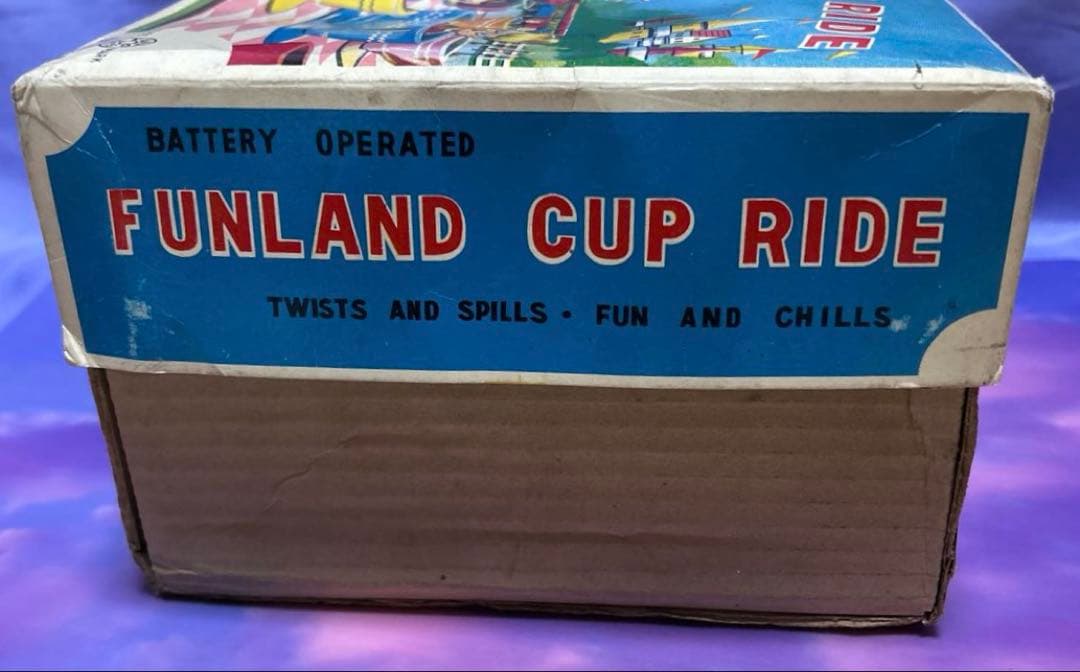 RIDE
BATTERY OPERATED
FUNLAND CUP RIDE
TWISTS AND SPILLS · FUN AND CHILLS